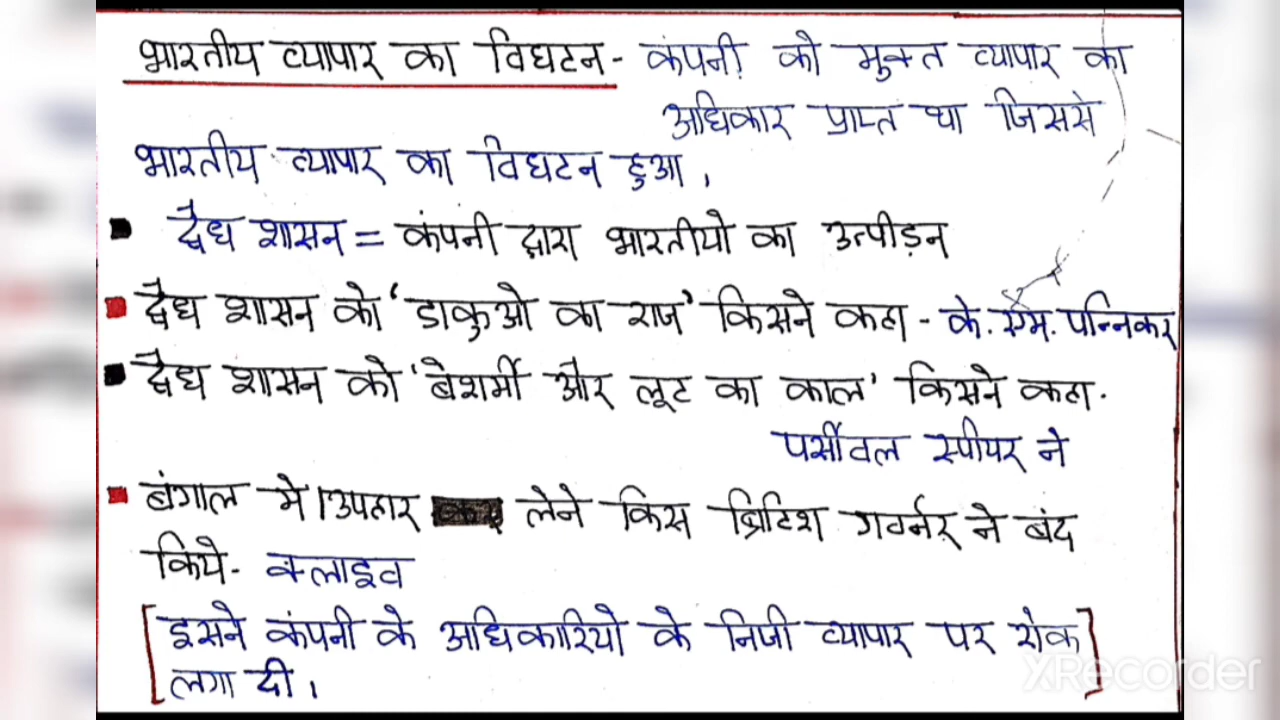 भारतीय व्यापार का विघटन - कंपनी को मुक्त व्यापार का
अधिकार प्राप्त था जिससे
भारतीय व्यापार का विघटन हुआ।
द्वैध शासन = कंपनी द्वारा भारतीयो का उत्पीड़न
द्वैध शासन को 'डाकुओ का राज' किसने कहा - के. एम. पन्निकर
द्वैध शासन को 'बेशर्मी और लूट का काल' किसने कहा.
पर्सीवल स्पीयर ने
बंगाल मे उपहार लेने किस ब्रिटिश गवर्नर ने बंद
किये - क्लाइव
[इसने कंपनी के अधिकारियो के निजी व्यापार पर रोक
लगा दी।]
XRecorder